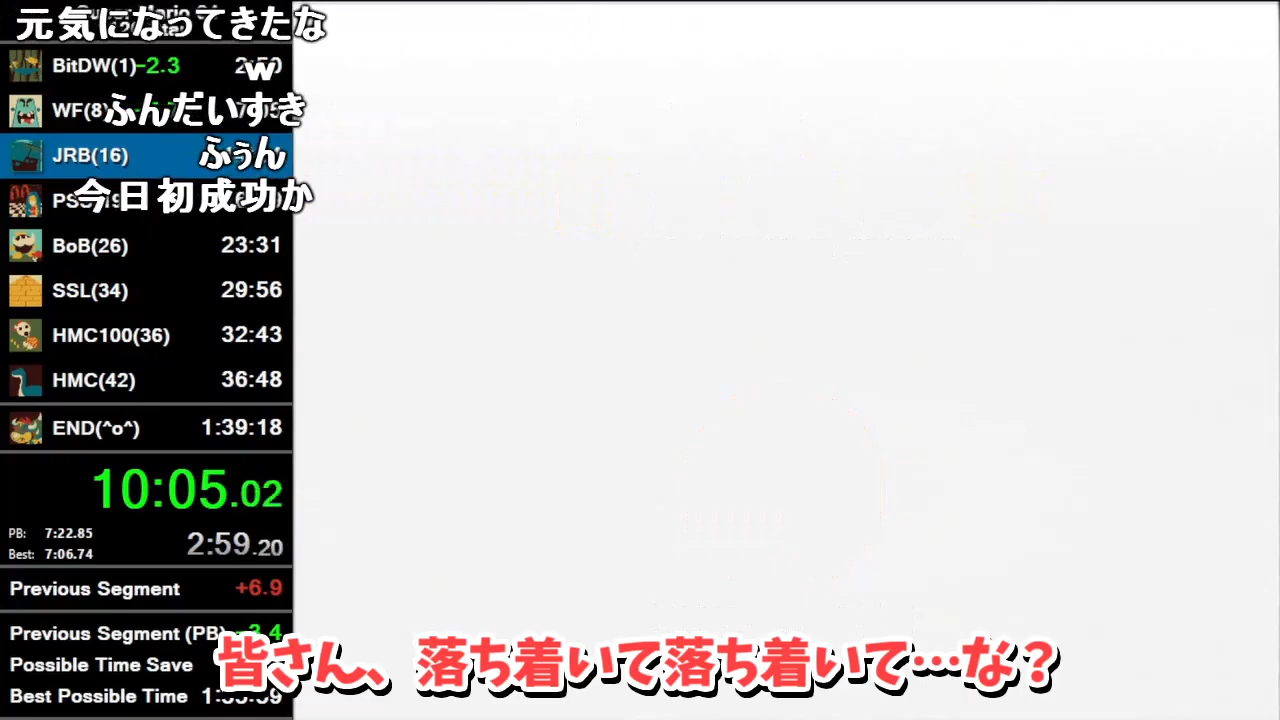 元気になってきたな
BitDW(1) -2.3
w
WF(8)
ふんだいすき
JRB(16)
ふぅん
今日初成功か
BoB(26) 23:31
SSL(34) 29:56
HMC100(36) 32:43
HMC(42) 36:48
END(^o^) 1:39:18
10:05.02
PB: 7:22.85
Best: 7:06.74
2:59.20
Previous Segment +6.9
Previous Segment (PB)
Possible Time Save
Best Possible Time
皆さん、落ち着いて落ち着いて…な？